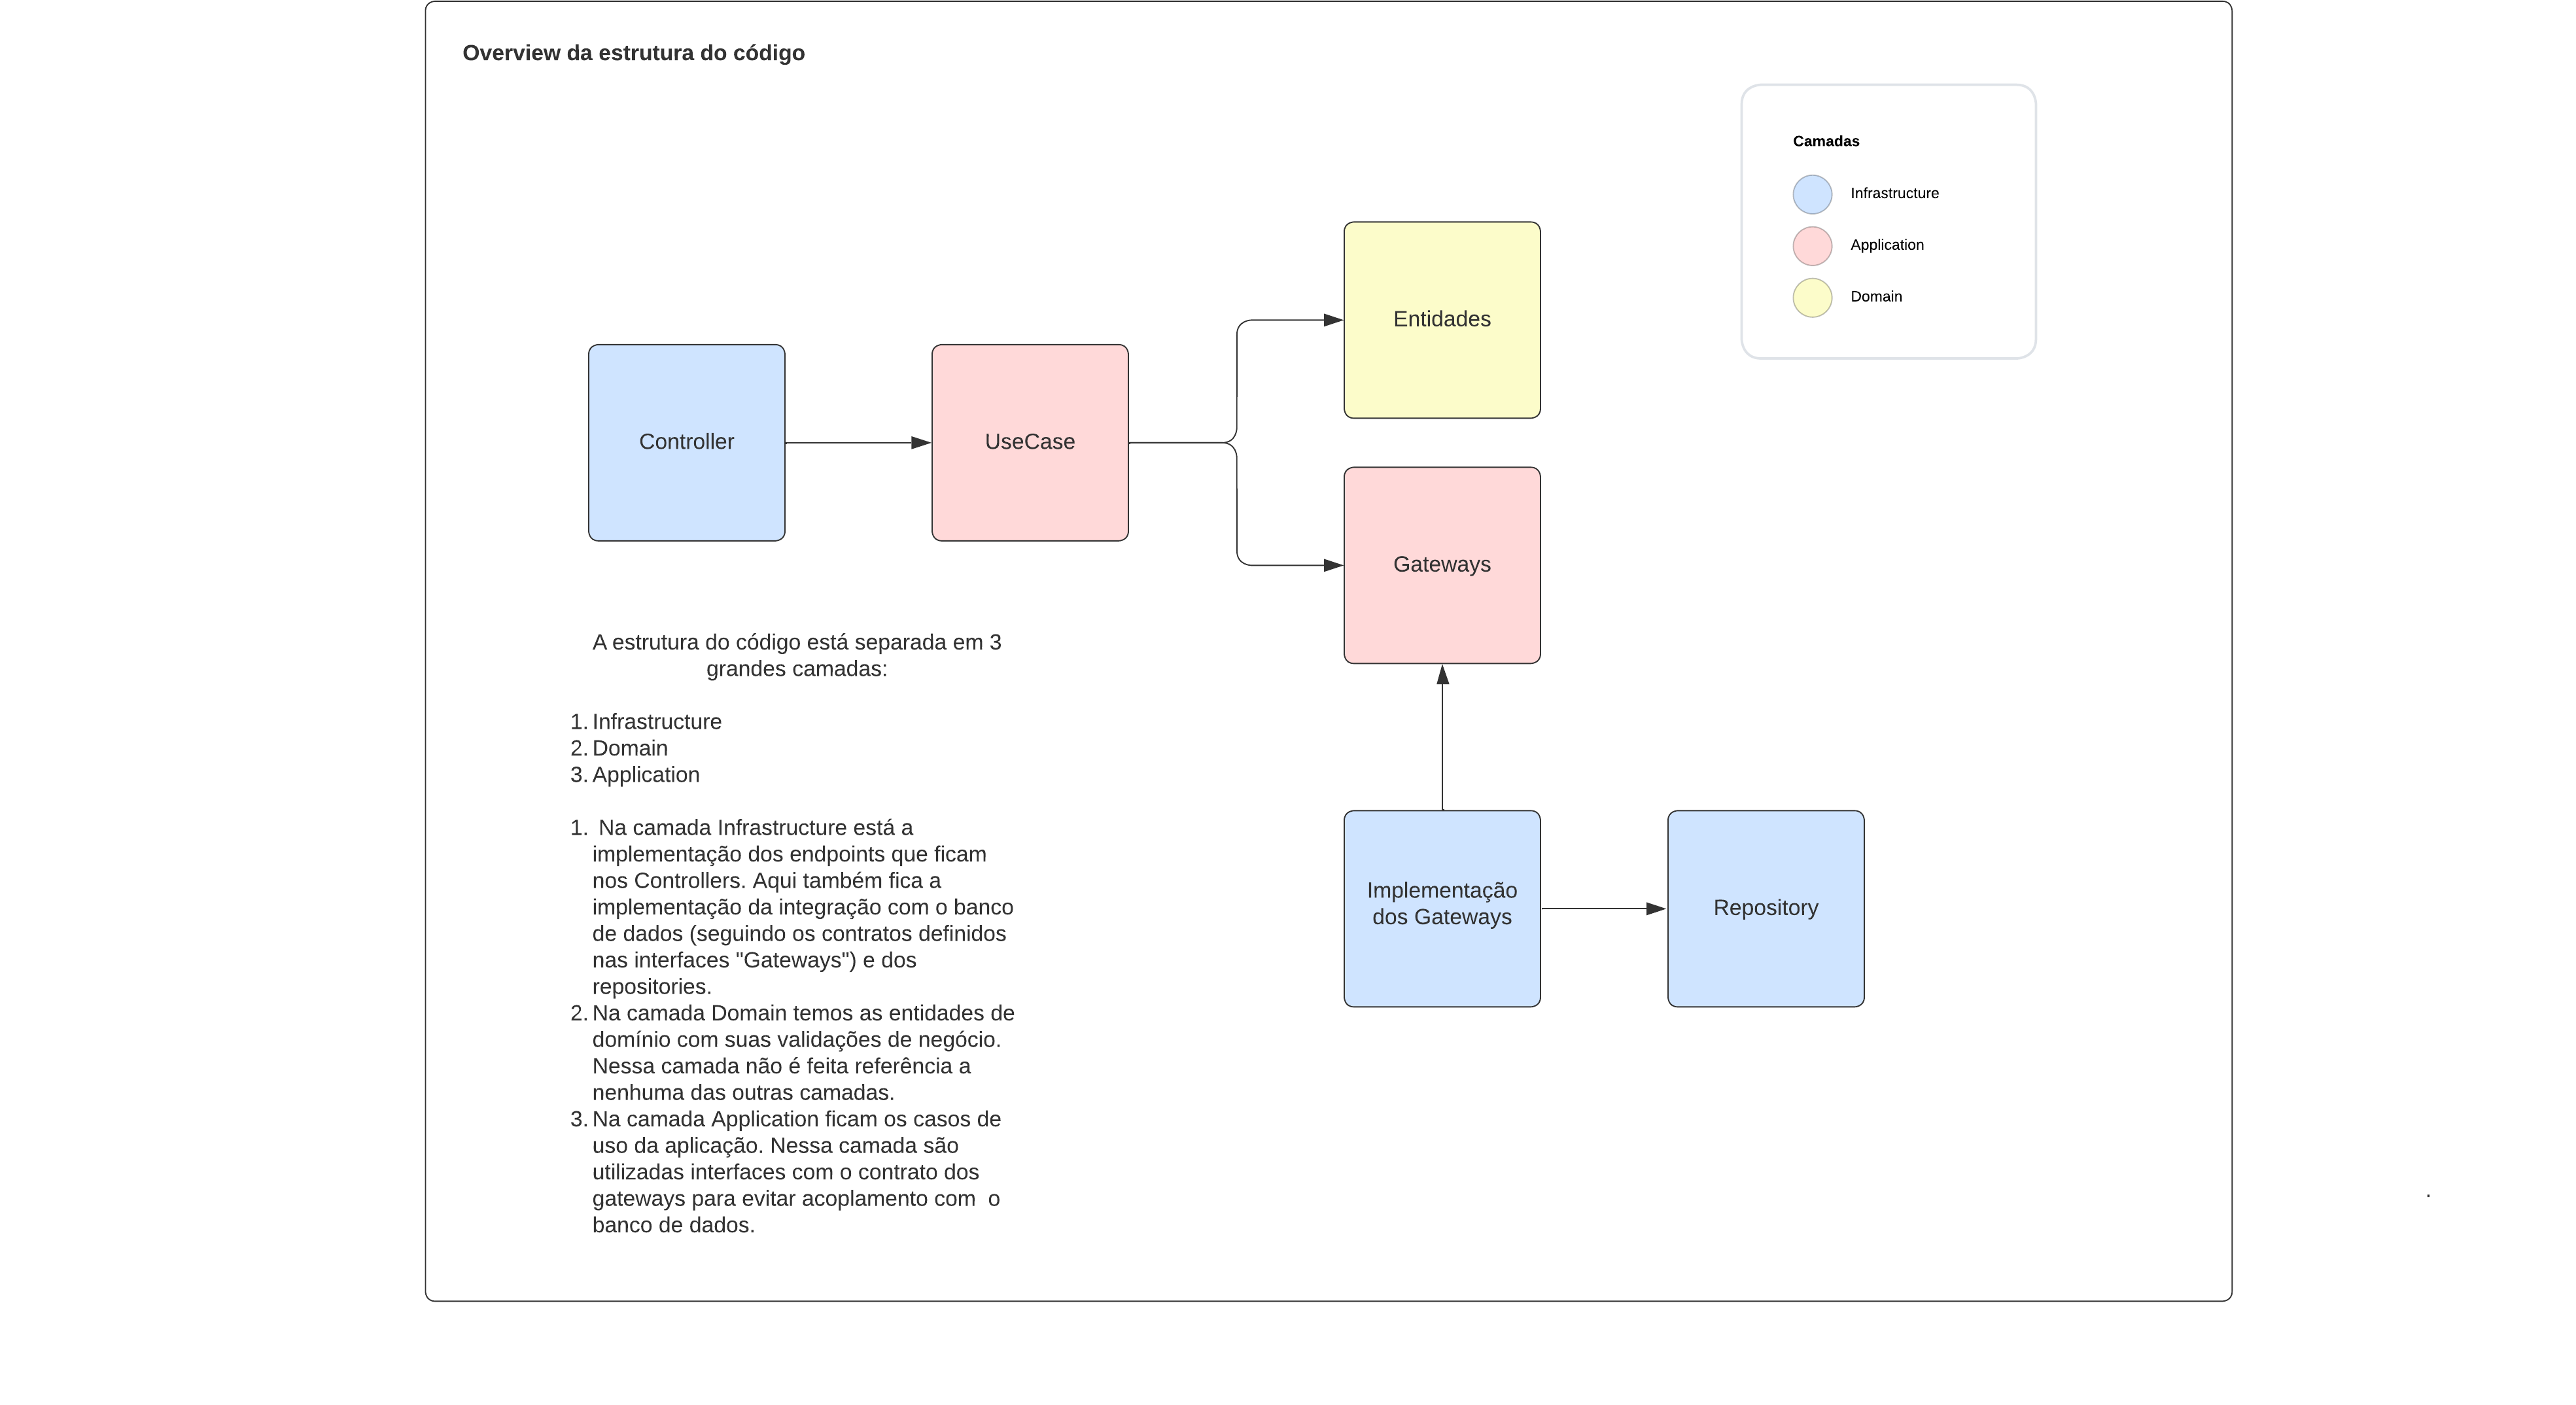 Overview da estrutura do código
Camadas
Infrastructure
Application
Domain
Entidades
Controller
UseCase
Gateways
A estrutura do código está separada em 3
grandes camadas:
1. Infrastructure
2. Domain
3. Application
1. Na camada Infrastructure está a
implementação dos endpoints que ficam
nos Controllers. Aqui também fica a
implementação da integração com o banco
de dados (seguindo os contratos definidos
nas interfaces "Gateways") e dos
repositories.
2. Na camada Domain temos as entidades de
domínio com suas validações de negócio.
Nessa camada não é feita referência a
nenhuma das outras camadas.
3. Na camada Application ficam os casos de
uso da aplicação. Nessa camada são
utilizadas interfaces com o contrato dos
gateways para evitar acoplamento com  o
banco de dados.
Implementação
dos Gateways
Repository
.